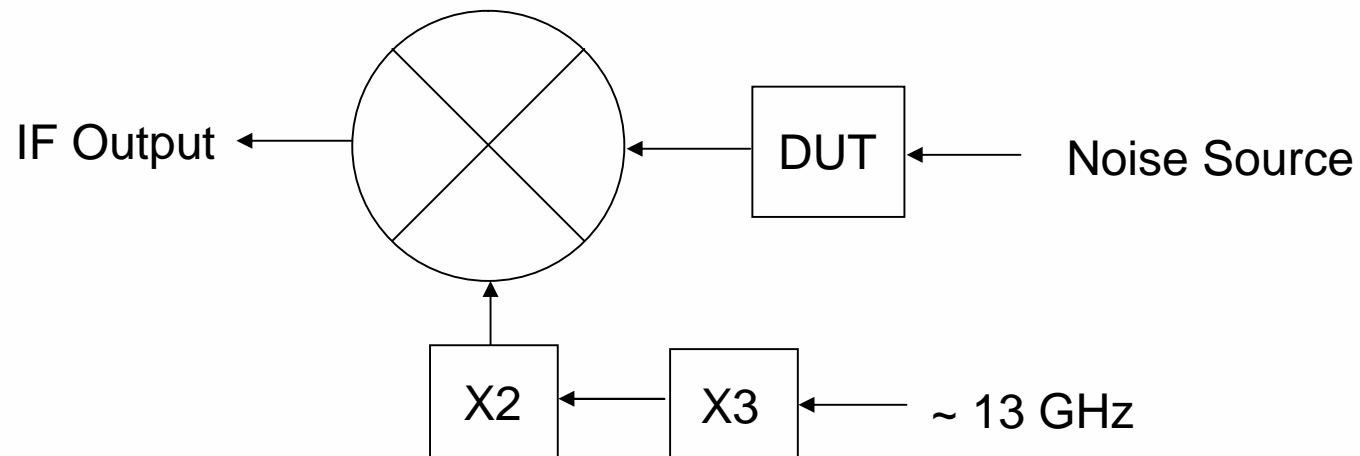 IF Output
DUT
Noise Source
X2
X3
~ 13 GHz